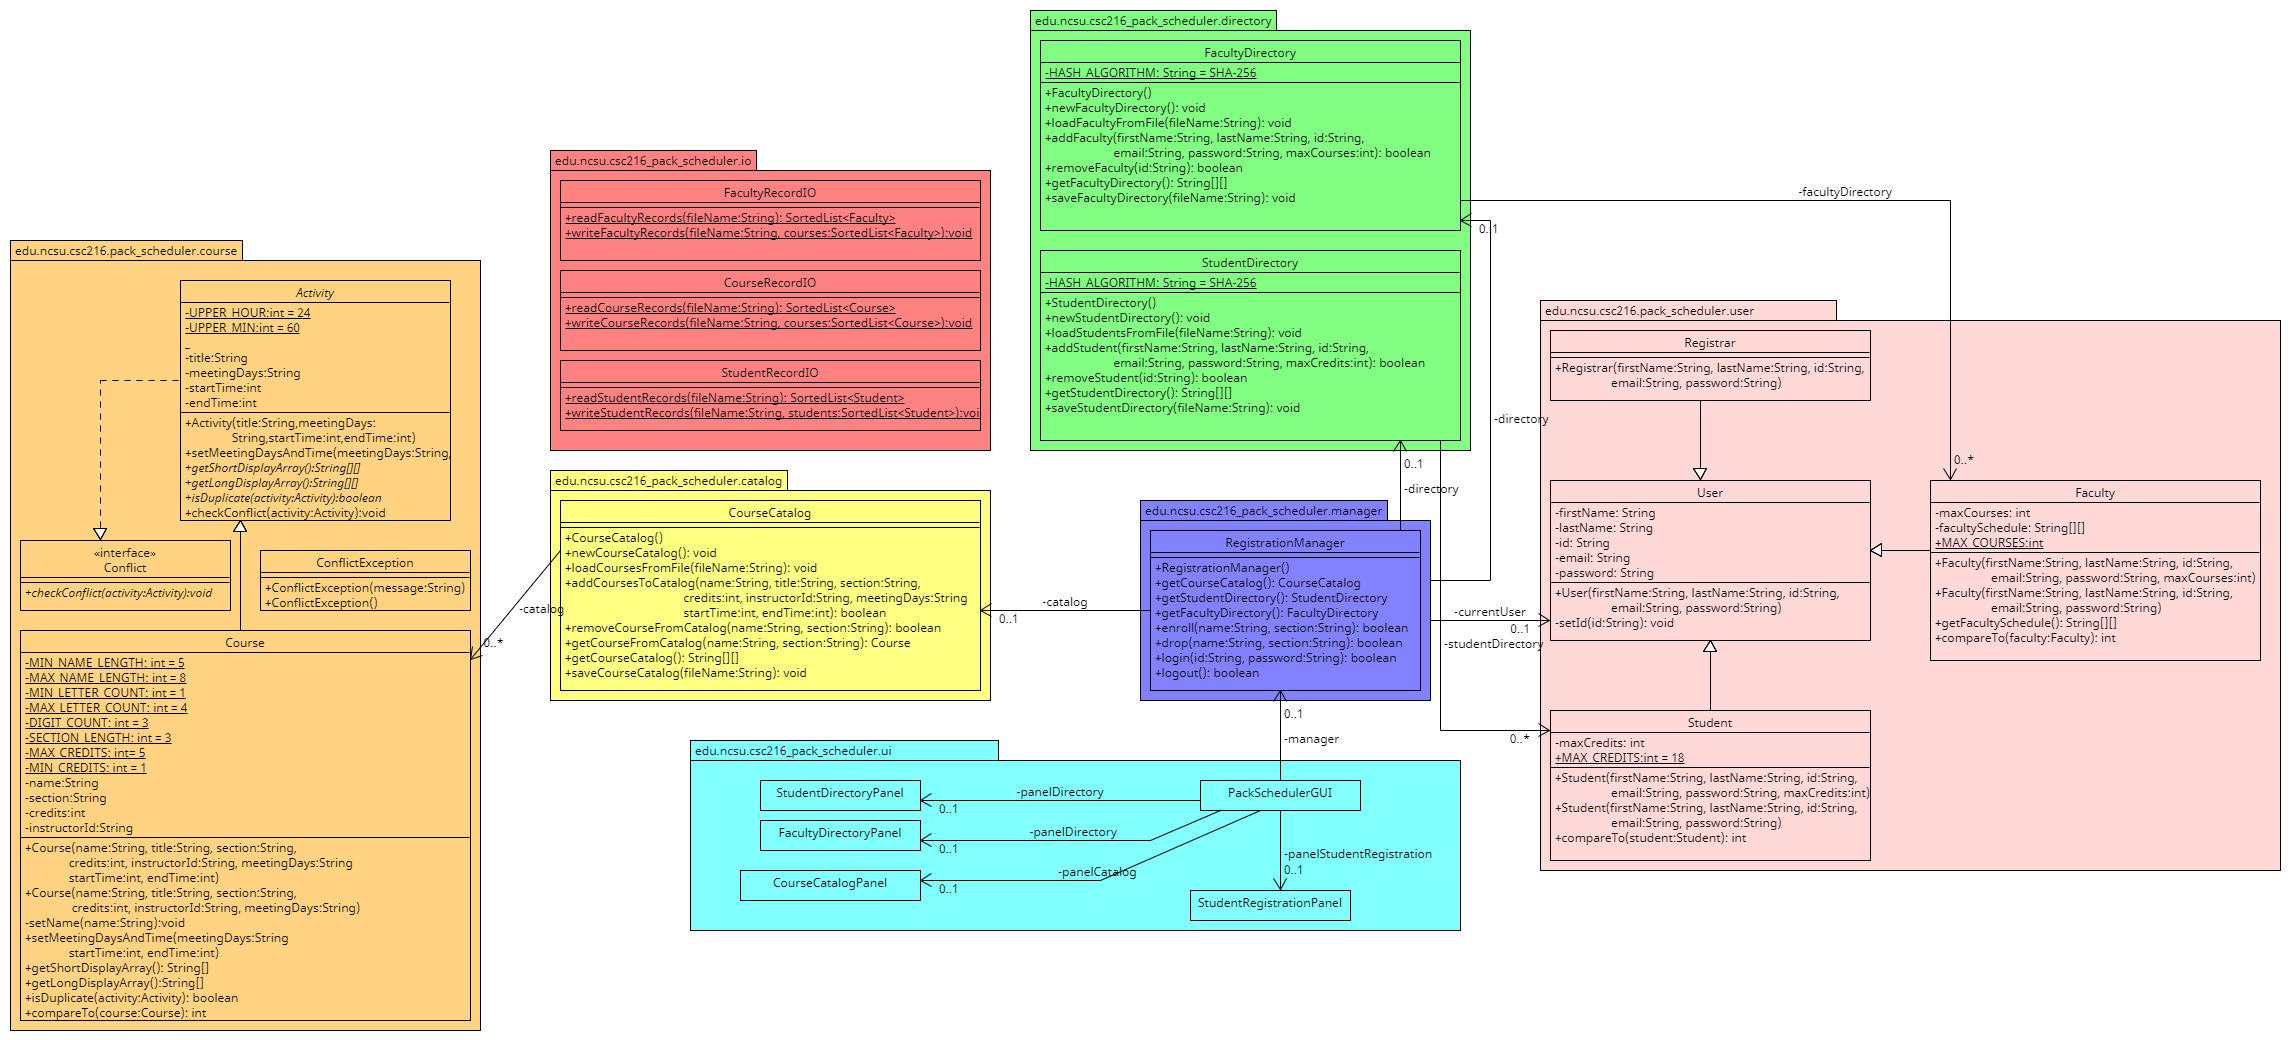 edu.ncsu.csc216.pack_scheduler.course
Activity
-UPPER_HOUR:int = 24
-UPPER_MIN:int = 60
_
-title:String
-meetingDays:String
-startTime:int
-endTime:int
+Activity(title:String,meetingDays:
String,startTime:int,endTime:int)
+setMeetingDaysAndTime(meetingDays:String,
+getShortDisplayArray():String[][]
+getLongDisplayArray():String[][]
+isDuplicate(activity:Activity):boolean
+checkConflict(activity:Activity):void
«interface»
Conflict
+checkConflict(activity:Activity):void
ConflictException
+ConflictException(message:String)
+ConflictException()
Course
-MIN_NAME_LENGTH: int = 5
-MAX_NAME_LENGTH: int = 8
-MIN_LETTER_COUNT: int = 1
-MAX_LETTER_COUNT: int = 4
-DIGIT_COUNT: int = 3
-SECTION_LENGTH: int = 3
-MAX_CREDITS: int= 5
-MIN_CREDITS: int = 1
-name:String
-section:String
-credits:int
-instructorId:String
+Course(name:String, title:String, section:String,
credits:int, instructorId:String, meetingDays:String
startTime:int, endTime:int)
+Course(name:String, title:String, section:String,
credits:int, instructorId:String, meetingDays:String)
-setName(name:String):void
+setMeetingDaysAndTime(meetingDays:String
startTime:int, endTime:int)
+getShortDisplayArray(): String[]
+getLongDisplayArray():String[]
+isDuplicate(activity:Activity): boolean
+compareTo(course:Course): int
edu.ncsu.csc216_pack_scheduler.io
FacultyRecordIO
+readFacultyRecords(fileName:String): SortedList<Faculty>
+writeFacultyRecords(fileName:String, courses:SortedList<Faculty>):void
CourseRecordIO
+readCourseRecords(fileName:String): SortedList<Course>
+writeCourseRecords(fileName:String, courses:SortedList<Course>):void
StudentRecordIO
+readStudentRecords(fileName:String): SortedList<Student>
+writeStudentRecords(fileName:String, students:SortedList<Student>):voi
edu.ncsu.csc216_pack_scheduler.catalog
CourseCatalog
+CourseCatalog()
+newCourseCatalog(): void
+loadCoursesFromFile(fileName:String): void
+addCoursesToCatalog(name:String, title:String, section:String,
credits:int, instructorId:String, meetingDays:String
startTime:int, endTime:int): boolean
+removeCourseFromCatalog(name:String, section:String): boolean
+getCourseFromCatalog(name:String, section:String): Course
+getCourseCatalog(): String[][]
+saveCourseCatalog(fileName:String): void
-catalog
0..*
edu.ncsu.csc216_pack_scheduler.directory
FacultyDirectory
-HASH_ALGORITHM: String = SHA-256
+FacultyDirectory()
+newFacultyDirectory(): void
+loadFacultyFromFile(fileName:String): void
+addFaculty(firstName:String, lastName:String, id:String,
email:String, password:String, maxCourses:int): boolean
+removeFaculty(id:String): boolean
+getFacultyDirectory(): String[][]
+saveFacultyDirectory(fileName:String): void
StudentDirectory
-HASH_ALGORITHM: String = SHA-256
+StudentDirectory()
+newStudentDirectory(): void
+loadStudentsFromFile(fileName:String): void
+addStudent(firstName:String, lastName:String, id:String,
email:String, password:String, maxCredits:int): boolean
+removeStudent(id:String): boolean
+getStudentDirectory(): String[][]
+saveStudentDirectory(fileName:String): void
-facultyDirectory
0..*
0..1
-directory
0..1
-directory
edu.ncsu.csc216_pack_scheduler.manager
RegistrationManager
+RegistrationManager()
+getCourseCatalog(): CourseCatalog
+getStudentDirectory(): StudentDirectory
+getFacultyDirectory(): FacultyDirectory
+enroll(name:String, section:String): boolean
+drop(name:String, section:String): boolean
+login(id:String, password:String): boolean
+logout(): boolean
-catalog
0..1
-currentUser
0..1
-studentDirectory
0..*
0..1
-manager
edu.ncsu.csc216_pack_scheduler.ui
StudentDirectoryPanel
FacultyDirectoryPanel
CourseCatalogPanel
PackSchedulerGUI
StudentRegistrationPanel
-panelDirectory
0..1
-panelDirectory
0..1
-panelCatalog
0..1
-panelStudentRegistration
0..1
edu.ncsu.csc216.pack_scheduler.user
Registrar
+Registrar(firstName:String, lastName:String, id:String,
email:String, password:String)
User
-firstName: String
-lastName: String
-id: String
-email: String
-password: String
+User(firstName:String, lastName:String, id:String,
email:String, password:String)
-setId(id:String): void
Faculty
-maxCourses: int
-facultySchedule: String[][]
+MAX_COURSES:int
+Faculty(firstName:String, lastName:String, id:String,
email:String, password:String, maxCourses:int)
+Faculty(firstName:String, lastName:String, id:String,
email:String, password:String)
+getFacultySchedule(): String[][]
+compareTo(faculty:Faculty): int
Student
-maxCredits: int
+MAX_CREDITS:int = 18
+Student(firstName:String, lastName:String, id:String,
email:String, password:String, maxCredits:int)
+Student(firstName:String, lastName:String, id:String,
email:String, password:String)
+compareTo(student:Student): int